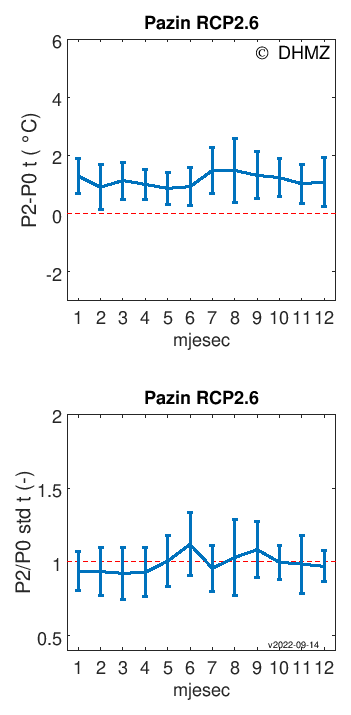 Pazin RCP2.6
© DHMZ
P2-P0 t ( °C)
6
4
2
0
-2
1 2 3 4 5 6 7 8 9 10 11 12
mjesec
Pazin RCP2.6
P2/P0 std t (-)
2
1.5
1
0.5
v2022-09-14
1 2 3 4 5 6 7 8 9 10 11 12
mjesec